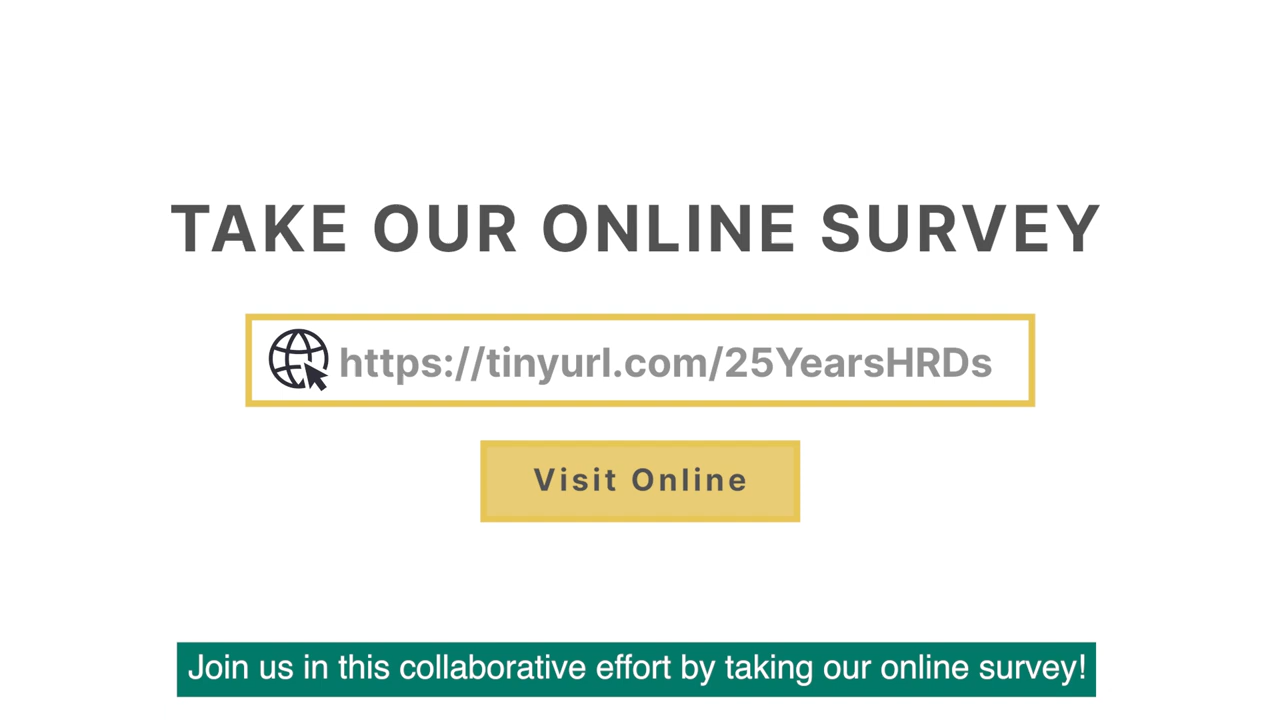 TAKE OUR ONLINE SURVEY
https://tinyurl.com/25YearsHRDs
Visit Online
Join us in this collaborative effort by taking our online survey!